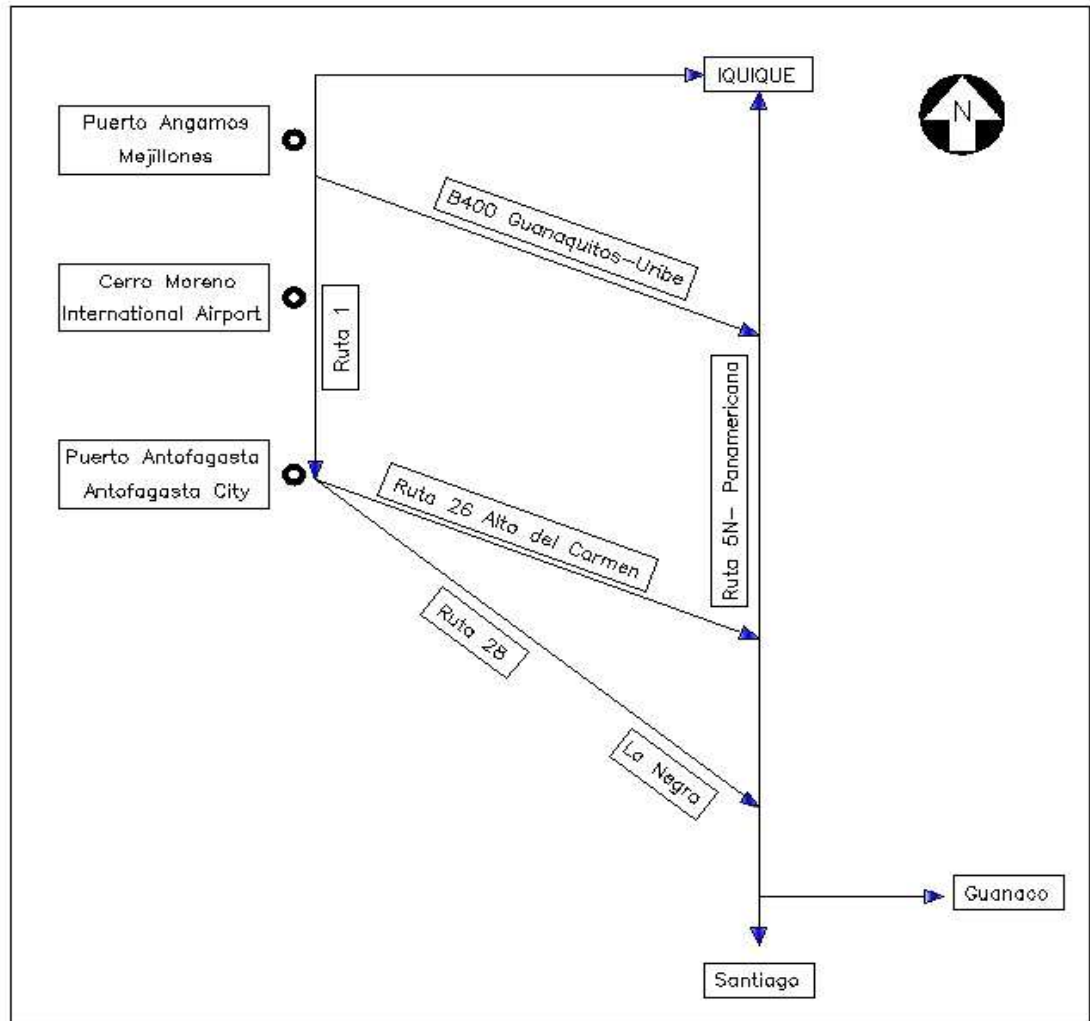 IQUIQUE
N
Puerto Angamos
Mejillones
B400 Guanaquitos-Uribe
Cerro Moreno
International Airport
Ruta 1
Ruta 5N- Panamericana
Puerto Antofagasta
Antofagasta City
Ruta 26 Alto del Carmen
Ruta 28
La Negra
Guanaco
Santiago